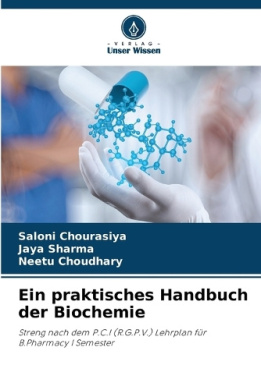 - VERLAG -
Unser Wissen
Saloni Chourasiya
Jaya Sharma
Neetu Choudhary
Ein praktisches Handbuch
der Biochemie
Streng nach dem P.C.I (R.G.P.V.) Lehrplan für
B.Pharmacy I Semester